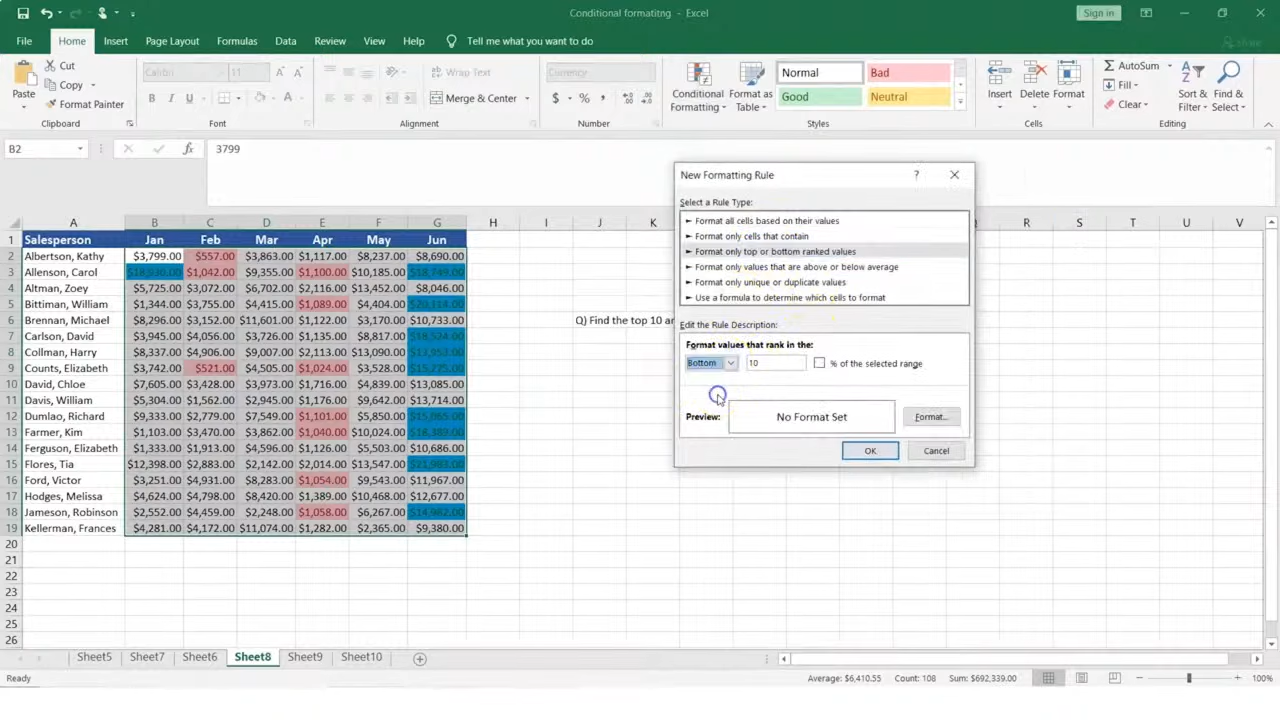 Conditional formatitng - Excel
Sign in
File Home Insert Page Layout Formulas Data Review View Help Tell me what you want to do Share
Paste
Cut
Copy
Format Painter
Clipboard
Calibri 11
B I U
Font
Wrap Text
Merge & Center
Alignment
Currency
$ % ,
Number
Conditional Formatting
Format as Table
Normal Bad
Good Neutral
Styles
Insert Delete Format
Cells
AutoSum
Fill
Clear
Sort & Filter
Find & Select
Editing
B2 fx 3799
A B C D E F G H I J K R S T U V
1 Salesperson Jan Feb Mar Apr May Jun
2 Albertson, Kathy $3,799.00 $557.00 $3,863.00 $1,117.00 $8,237.00 $8,690.00
3 Allenson, Carol $18,930.00 $1,042.00 $9,355.00 $1,100.00 $10,185.00 $18,749.00
4 Altman, Zoey $5,725.00 $3,072.00 $6,702.00 $2,116.00 $13,452.00 $8,046.00
5 Bittiman, William $1,344.00 $3,755.00 $4,415.00 $1,089.00 $4,404.00 $20,114.00
6 Brennan, Michael $8,296.00 $3,152.00 $11,601.00 $1,122.00 $3,170.00 $10,733.00
7 Carlson, David $3,945.00 $4,056.00 $3,726.00 $1,135.00 $8,817.00 $18,524.00
8 Collman, Harry $8,337.00 $4,906.00 $9,007.00 $2,113.00 $13,090.00 $13,953.00
9 Counts, Elizabeth $3,742.00 $521.00 $4,505.00 $1,024.00 $3,528.00 $15,275.00
10 David, Chloe $7,605.00 $3,428.00 $3,973.00 $1,716.00 $4,839.00 $13,085.00
11 Davis, William $5,304.00 $1,562.00 $2,945.00 $1,176.00 $9,642.00 $13,714.00
12 Dumlao, Richard $9,333.00 $2,779.00 $7,549.00 $1,101.00 $5,850.00 $15,065.00
13 Farmer, Kim $1,103.00 $3,470.00 $3,862.00 $1,040.00 $10,024.00 $18,389.00
14 Ferguson, Elizabeth $1,333.00 $1,913.00 $4,596.00 $1,126.00 $5,503.00 $10,686.00
15 Flores, Tia $12,398.00 $2,883.00 $2,142.00 $2,014.00 $13,547.00 $21,983.00
16 Ford, Victor $3,251.00 $4,931.00 $8,283.00 $1,054.00 $9,543.00 $11,967.00
17 Hodges, Melissa $4,624.00 $4,798.00 $8,420.00 $1,389.00 $10,468.00 $12,677.00
18 Jameson, Robinson $2,552.00 $4,459.00 $2,248.00 $1,058.00 $6,267.00 $14,982.00
19 Kellerman, Frances $4,281.00 $4,172.00 $11,074.00 $1,282.00 $2,365.00 $9,380.00
20
21
22
23
24
25
26
Q) Find the top 10 an
New Formatting Rule ?
Select a Rule Type:
► Format all cells based on their values
► Format only cells that contain
► Format only top or bottom ranked values
► Format only values that are above or below average
► Format only unique or duplicate values
► Use a formula to determine which cells to format
Edit the Rule Description:
Format values that rank in the:
Bottom 10 % of the selected range
Preview: No Format Set Format...
OK Cancel
Sheet5 Sheet7 Sheet6 Sheet8 Sheet9 Sheet10
Ready Average: $6,410.55 Count: 108 Sum: $692,339.00 100%